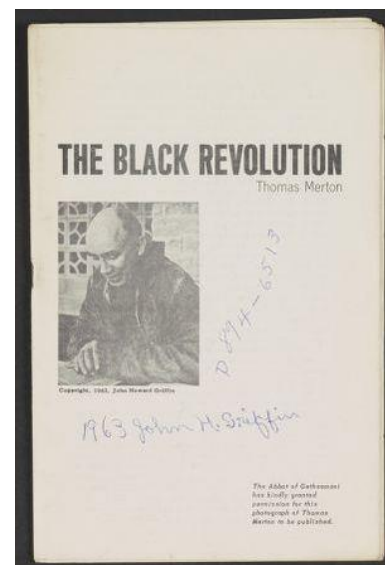 THE BLACK REVOLUTION
Thomas Merton
D 894-6513
Copyright, 1963, John Howard Griffin
1963 John H. Griffin
The Abbot of Gethsemani
has kindly granted
permission for this
photograph of Thomas
Merton to be published.